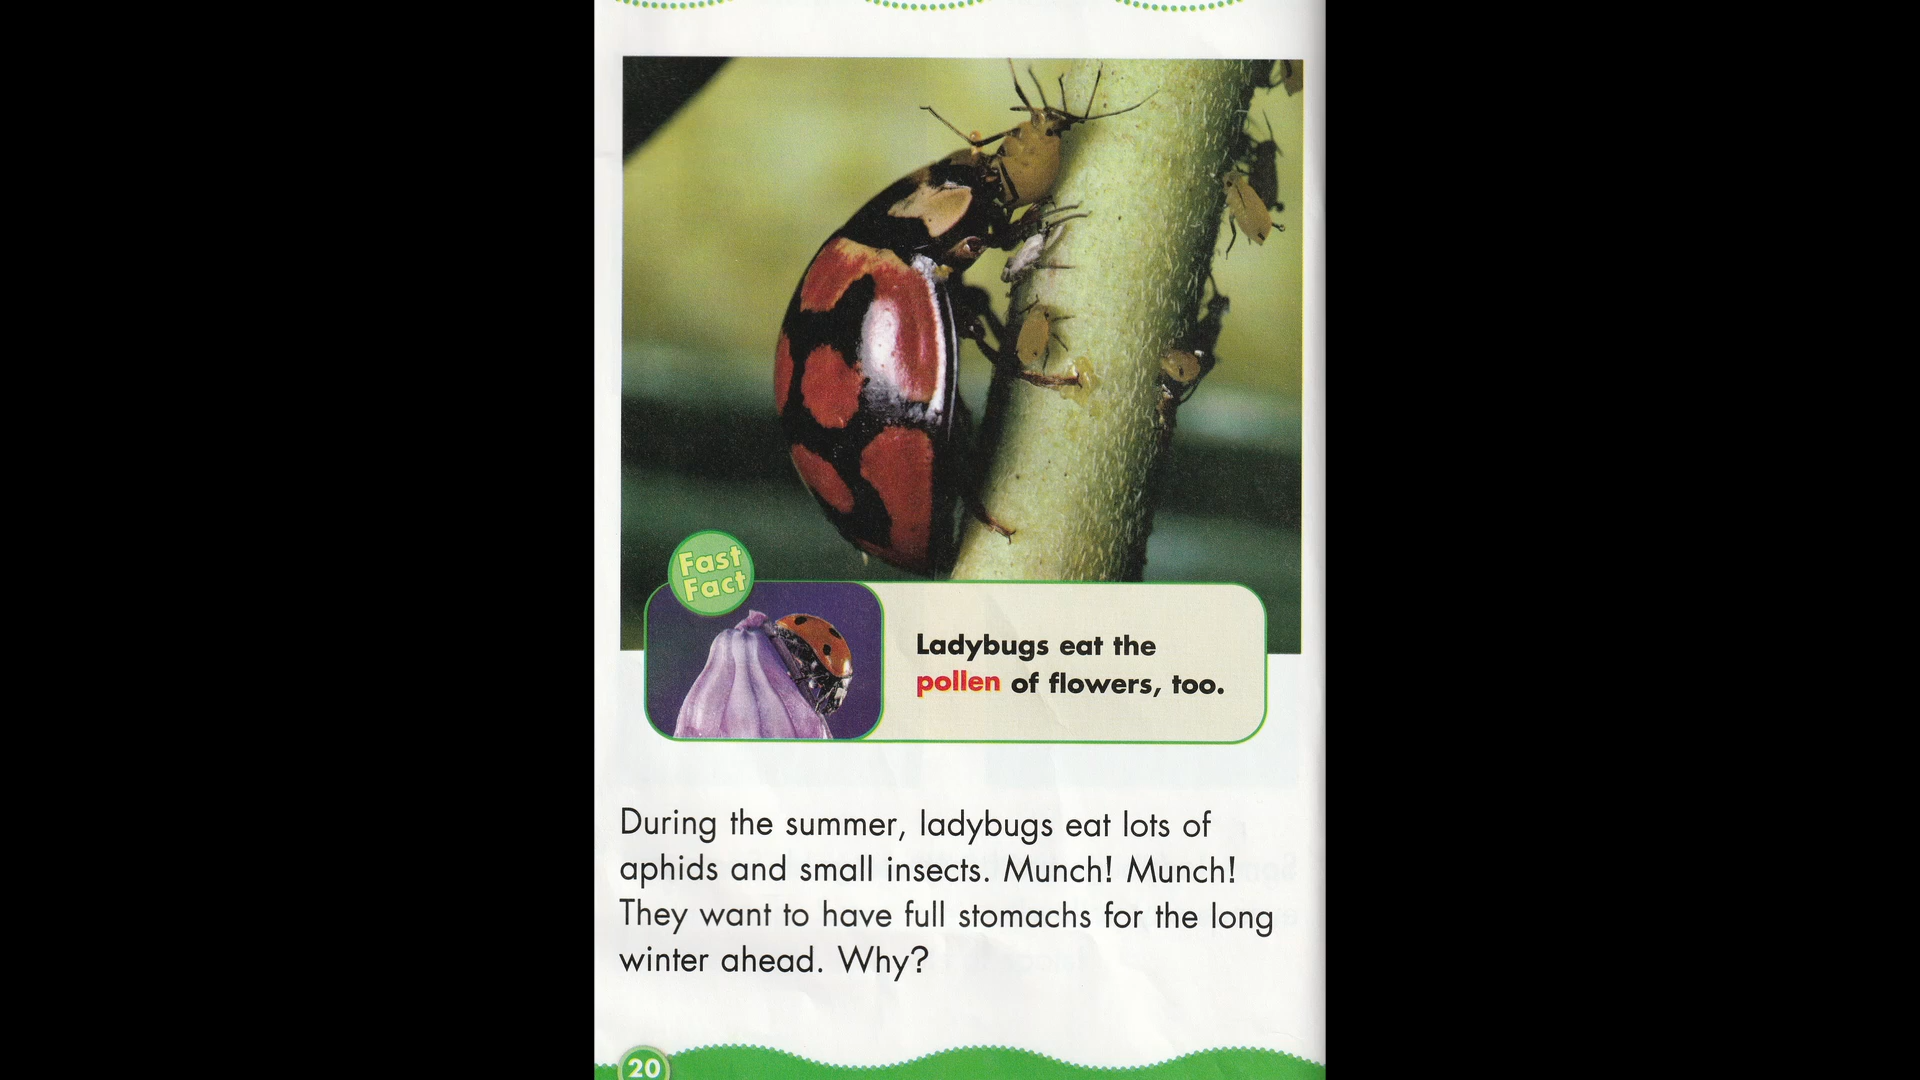 Fast
Fact
Ladybugs eat the
pollen of flowers, too.
During the summer, ladybugs eat lots of
aphids and small insects. Munch! Munch!
They want to have full stomachs for the long
winter ahead. Why?
20